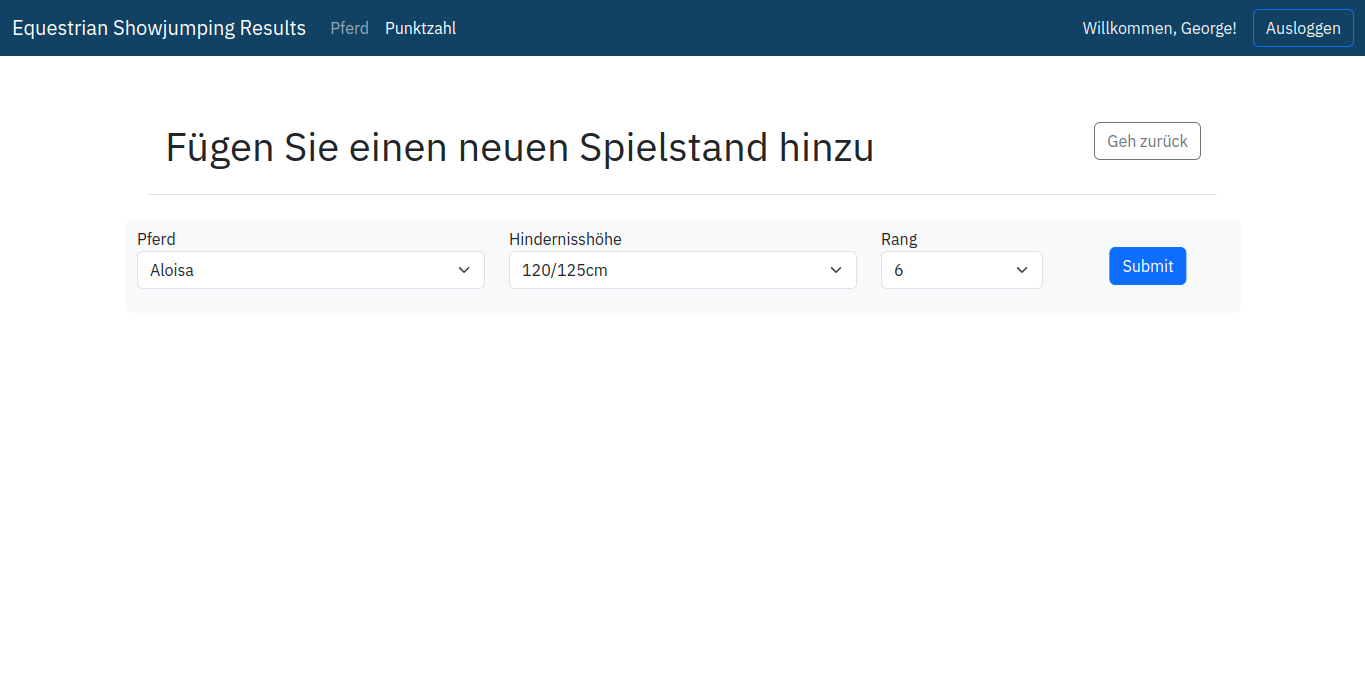 Equestrian Showjumping Results Pferd Punktzahl Willkommen, George! Ausloggen
Fügen Sie einen neuen Spielstand hinzu Geh zurück
Pferd Hindernisshöhe Rang
Aloisa 120/125cm 6 Submit